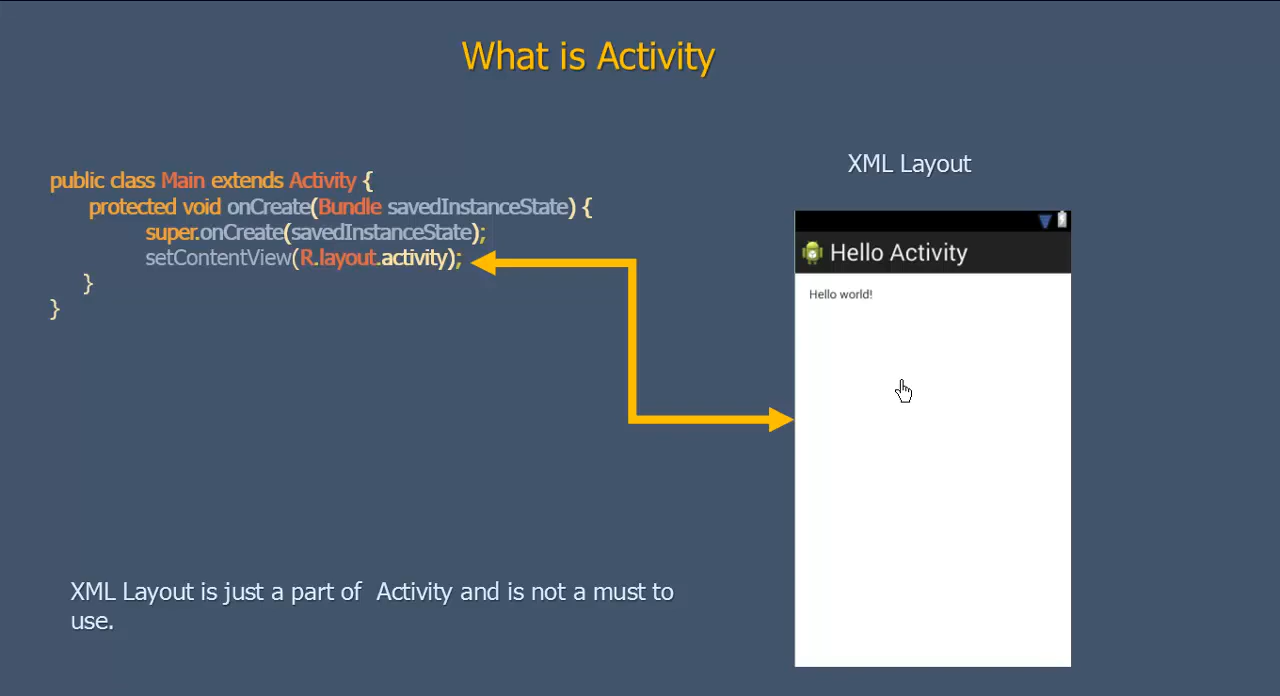 What is Activity
public class Main extends Activity {
protected void onCreate(Bundle savedInstanceState) {
super.onCreate(savedInstanceState);
setContentView(R.layout.activity);
}
}
XML Layout
Hello Activity
Hello world!
XML Layout is just a part of  Activity and is not a must to
use.